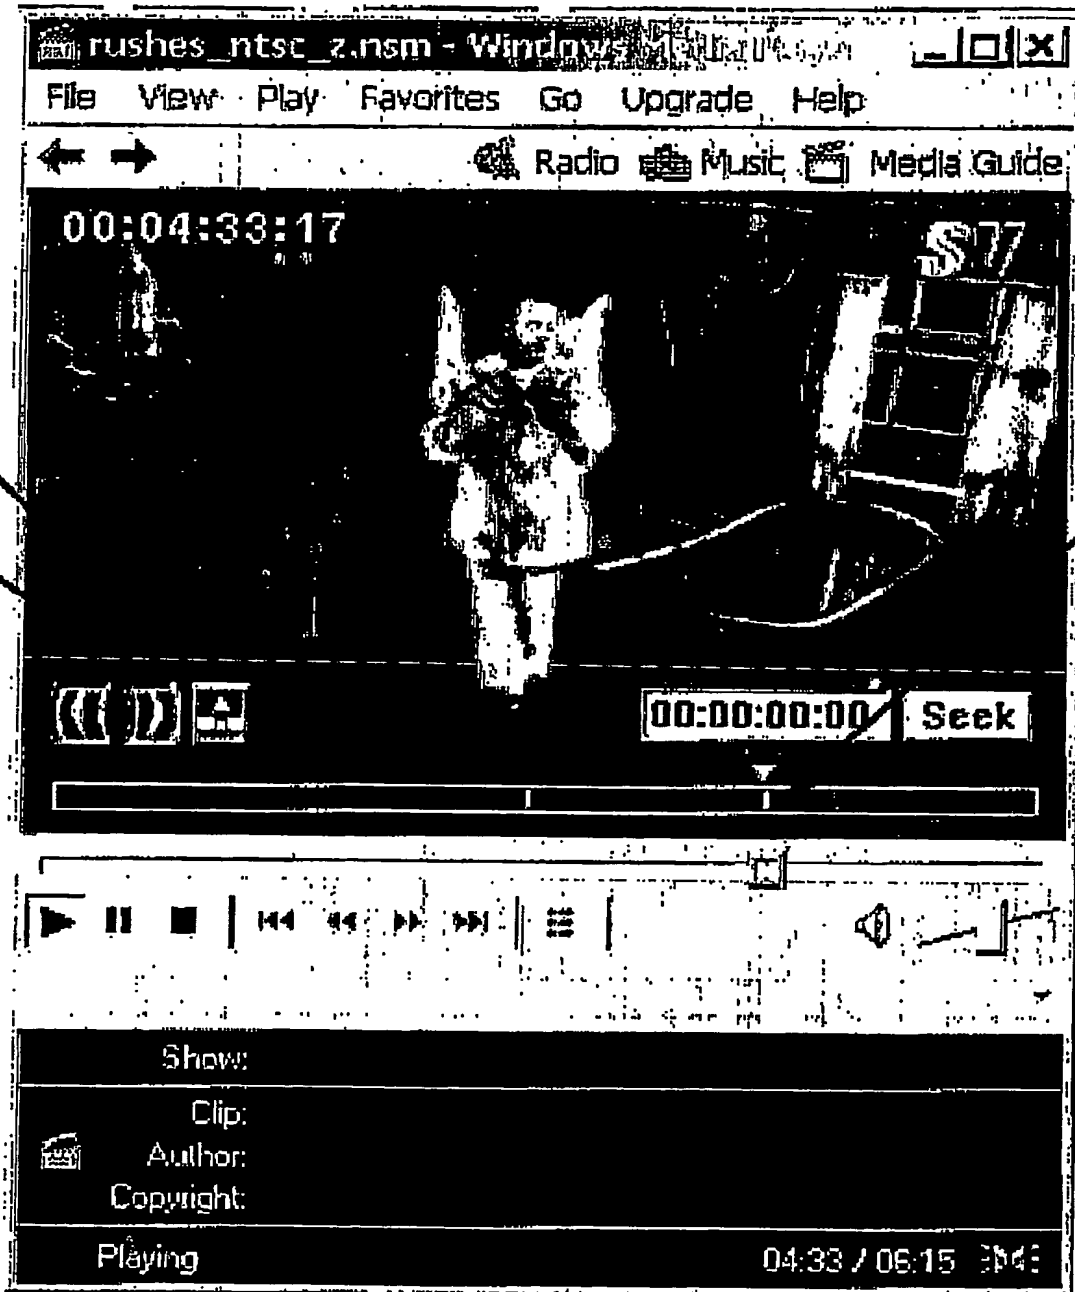 rushes_ntsc_z.nsm - Windows
File View Play Favorites Go Upgrade Help
Radio Music Media Guide
00:04:33:17
00:00:00:00 Seek
Show:
Clip:
Author:
Copyright:
Playing 04:33 / 06:15